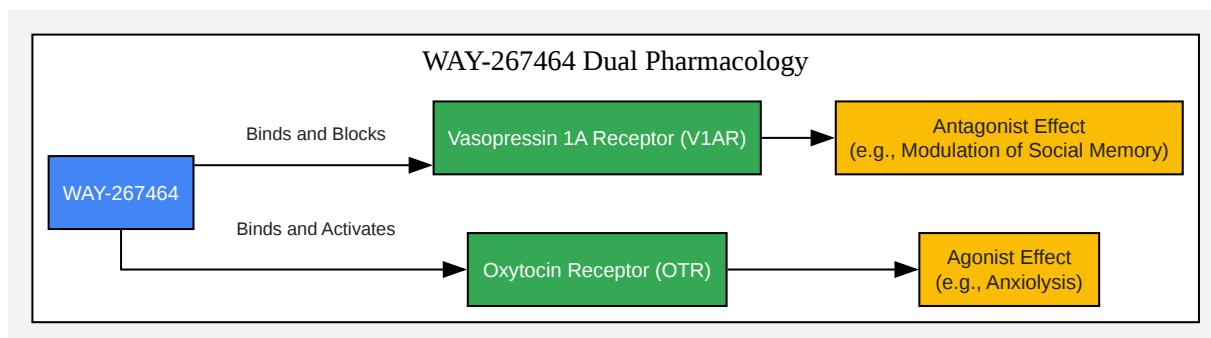 WAY-267464 Dual Pharmacology
Binds and Blocks
Vasopressin 1A Receptor (V1AR)
Antagonist Effect
(e.g., Modulation of Social Memory)
WAY-267464
Binds and Activates
Oxytocin Receptor (OTR)
Agonist Effect
(e.g., Anxiolysis)